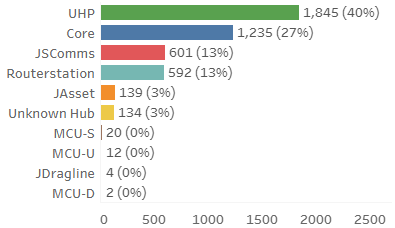 UHP 1,845 (40%)
Core 1,235 (27%)
JSComms 601 (13%)
Routerstation 592 (13%)
JAsset 139 (3%)
Unknown Hub 134 (3%)
MCU-S 20 (0%)
MCU-U 12 (0%)
JDragline 4 (0%)
MCU-D 2 (0%)
0 500 1000 1500 2000 2500